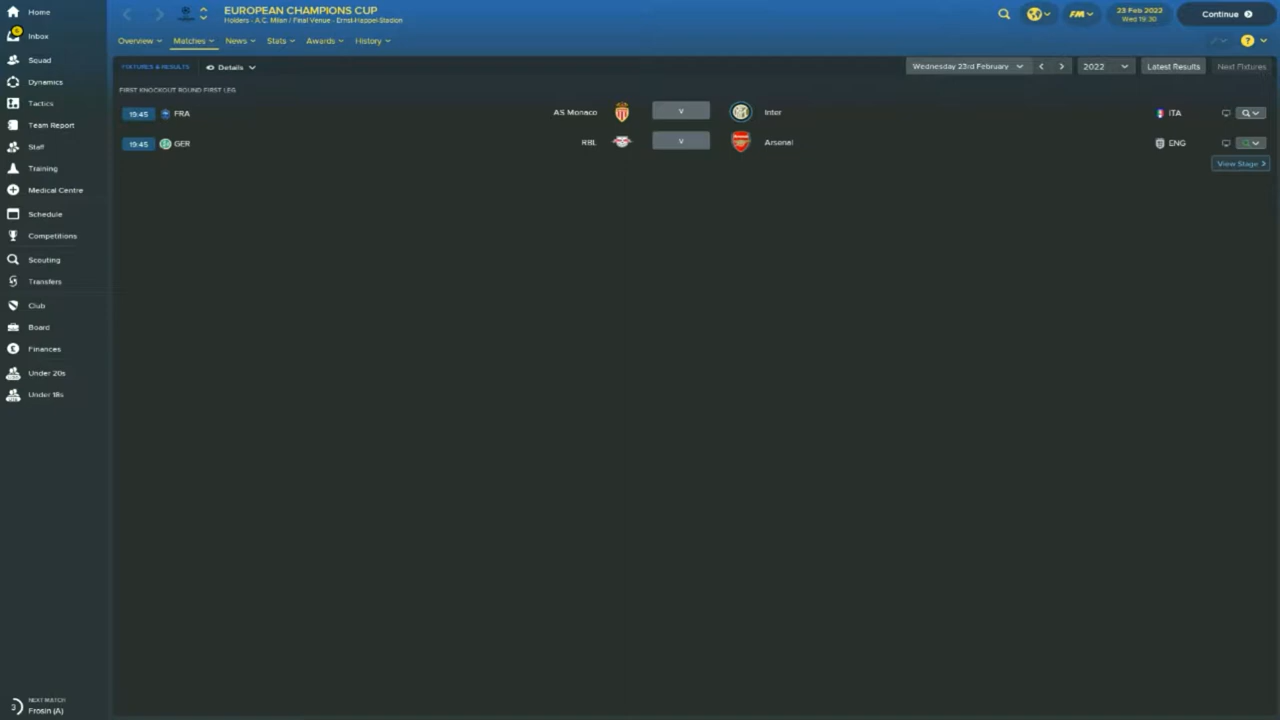 Home
Inbox
Squad
Dynamics
Tactics
Team Report
Staff
Training
Medical Centre
Schedule
Competitions
Scouting
Transfers
Club
Board
Finances
Under 20s
Under 18s
NEXT MATCH
3
Frosin (A)
EUROPEAN CHAMPIONS CUP
Holders - A.C. Milan / Final Venue - Ernst-Happel-Stadion
FM
23 Feb 2022
Wed 19:30
Continue
Overview
Matches
News
Stats
Awards
History
?
FIXTURES & RESULTS
Details
Wednesday 23rd February
2022
Latest Results
Next Fixtures
FIRST KNOCKOUT ROUND FIRST LEG
19:45 FRA AS Monaco v Inter ITA
19:45 GER RBL v Arsenal ENG
View Stage